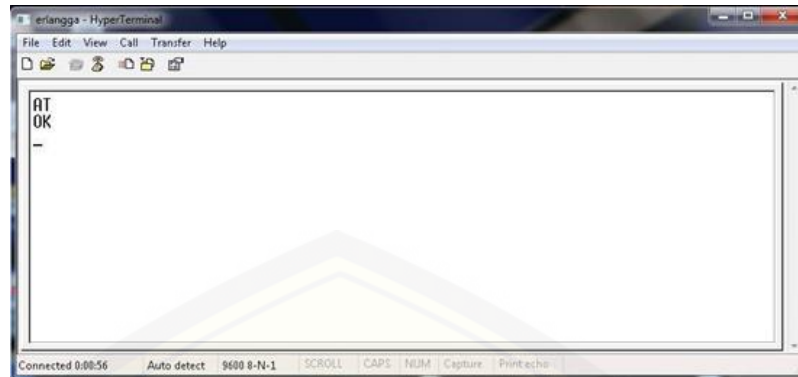 erlangga - HyperTerminal
File Edit View Call Transfer Help
AT
OK
Connected 0:00:56 Auto detect 9600 8-N-1 SCROLL CAPS NUM Capture Print echo